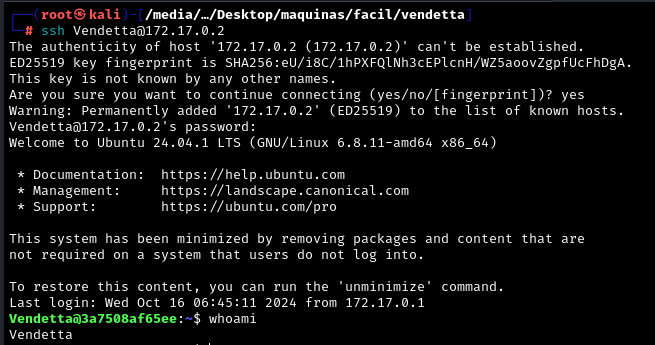 ┌──(root㉿kali)-[/media/…/Desktop/maquinas/facil/vendetta]
└─# ssh Vendetta@172.17.0.2
The authenticity of host '172.17.0.2 (172.17.0.2)' can't be established.
ED25519 key fingerprint is SHA256:eU/i8C/1hPXFQlNh3cEPlcnH/WZ5aoovZgpfUcFhDgA.
This key is not known by any other names.
Are you sure you want to continue connecting (yes/no/[fingerprint])? yes
Warning: Permanently added '172.17.0.2' (ED25519) to the list of known hosts.
Vendetta@172.17.0.2's password:
Welcome to Ubuntu 24.04.1 LTS (GNU/Linux 6.8.11-amd64 x86_64)

 * Documentation:  https://help.ubuntu.com
 * Management:     https://landscape.canonical.com
 * Support:        https://ubuntu.com/pro

This system has been minimized by removing packages and content that are
not required on a system that users do not log into.

To restore this content, you can run the 'unminimize' command.
Last login: Wed Oct 16 06:45:11 2024 from 172.17.0.1
Vendetta@3a7508af65ee:~$ whoami
Vendetta